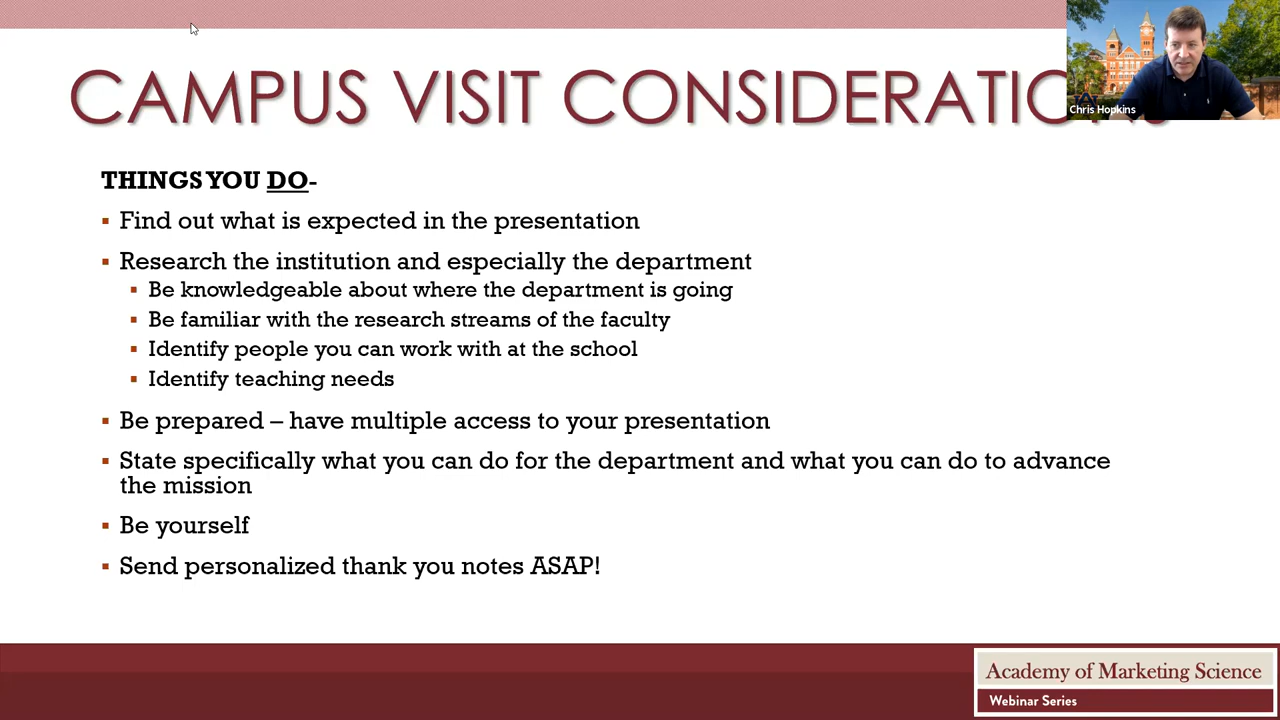 CAMPUS VISIT CONSIDERATIONS
Chris Hopkins
THINGS YOU DO-
▪ Find out what is expected in the presentation
▪ Research the institution and especially the department
▪ Be knowledgeable about where the department is going
▪ Be familiar with the research streams of the faculty
▪ Identify people you can work with at the school
▪ Identify teaching needs
▪ Be prepared – have multiple access to your presentation
▪ State specifically what you can do for the department and what you can do to advance
the mission
▪ Be yourself
▪ Send personalized thank you notes ASAP!
Academy of Marketing Science
Webinar Series